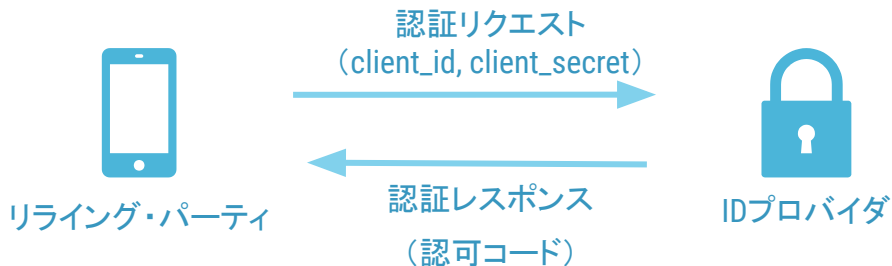 認証リクエスト
（client_id, client_secret）
リライング・パーティ
認証レスポンス
（認可コード）
IDプロバイダ